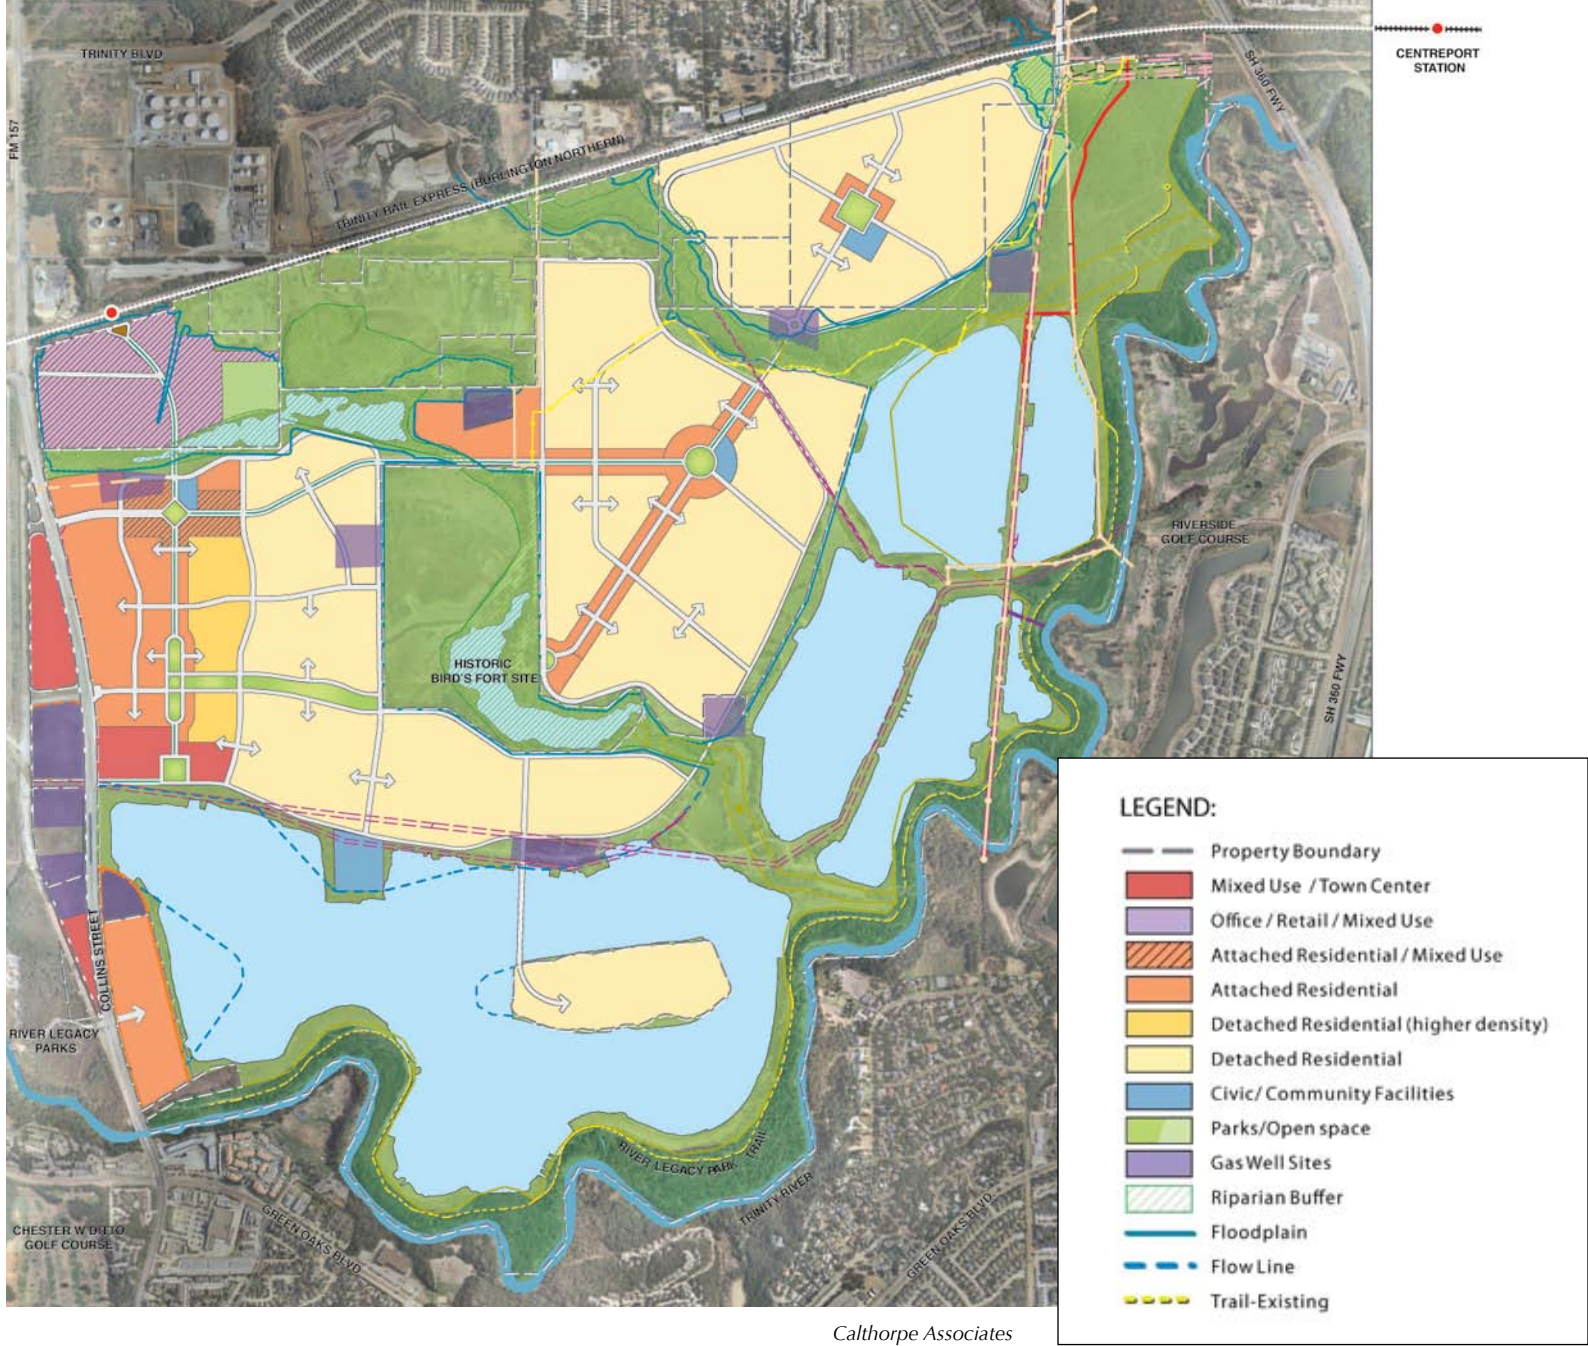 CENTREPORT
STATION
TRINITY BLVD
SH 360 FWY
FM 157
TRINITY RAIL EXPRESS (BURLINGTON NORTHERN)
RIVERSIDE
GOLF COURSE
HISTORIC
BIRD'S FORT SITE
SH 360 FWY
COLLINS STREET
RIVER LEGACY
PARKS
RIVER LEGACY PARK TRAIL
TRINITY RIVER
GREEN OAKS BLVD
GREEN OAKS BLVD
CHESTER W DITTO
GOLF COURSE
LEGEND:
Property Boundary
Mixed Use / Town Center
Office / Retail / Mixed Use
Attached Residential / Mixed Use
Attached Residential
Detached Residential (higher density)
Detached Residential
Civic/ Community Facilities
Parks/Open space
Gas Well Sites
Riparian Buffer
Floodplain
Flow Line
Trail-Existing
Calthorpe Associates